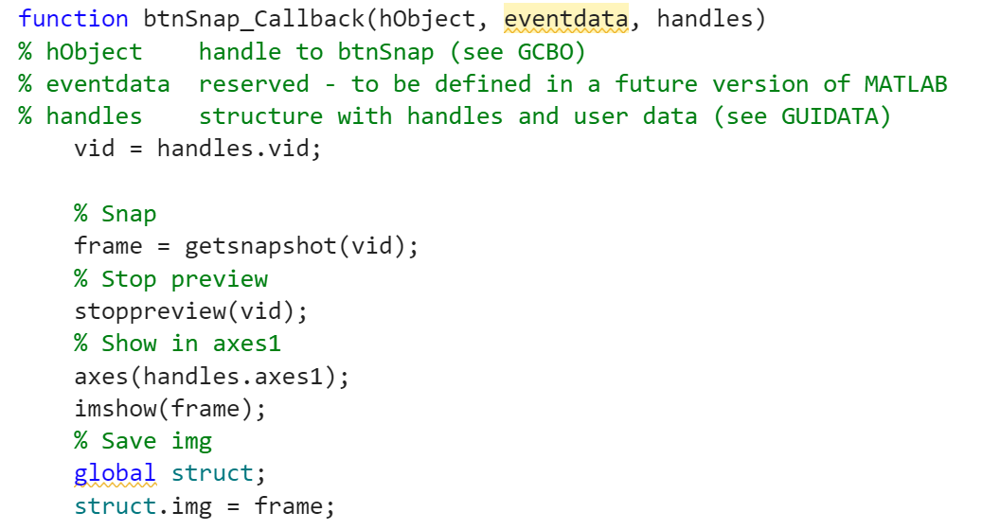 function btnSnap_Callback(hObject, eventdata, handles)
% hObject    handle to btnSnap (see GCBO)
% eventdata  reserved - to be defined in a future version of MATLAB
% handles    structure with handles and user data (see GUIDATA)
    vid = handles.vid;

    % Snap
    frame = getsnapshot(vid);
    % Stop preview
    stoppreview(vid);
    % Show in axes1
    axes(handles.axes1);
    imshow(frame);
    % Save img
    global struct;
    struct.img = frame;